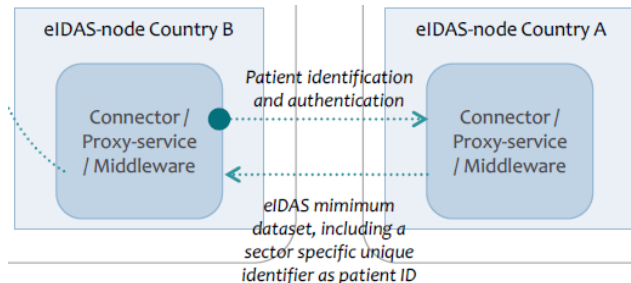 eIDAS-node Country B
Connector /
Proxy-service
/ Middleware
Patient identification
and authentication
eIDAS mimimum
dataset, including a
sector specific unique
identifier as patient ID
eIDAS-node Country A
Connector /
Proxy-service
/ Middleware